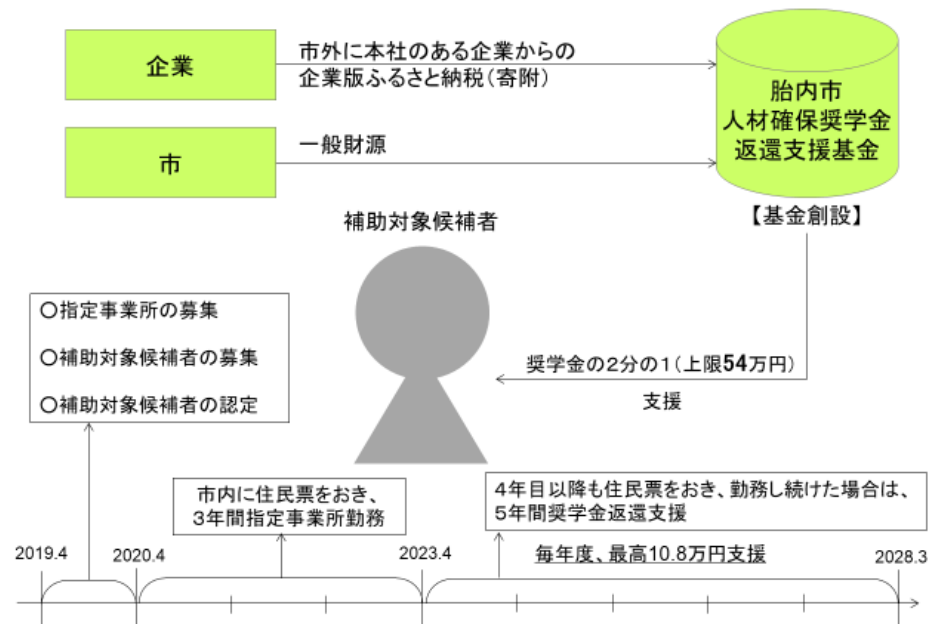 企業
市外に本社のある企業からの
企業版ふるさと納税(寄附)
市
一般財源
胎内市
人材確保奨学金
返還支援基金
【基金創設】
補助対象候補者
〇指定事業所の募集
〇補助対象候補者の募集
〇補助対象候補者の認定
奨学金の2分の1(上限54万円)
支援
市内に住民票をおき、
3年間指定事業所勤務
4年目以降も住民票をおき、勤務し続けた場合は、
5年間奨学金返還支援
毎年度、最高10.8万円支援
2019.4
2020.4
2023.4
2028.3